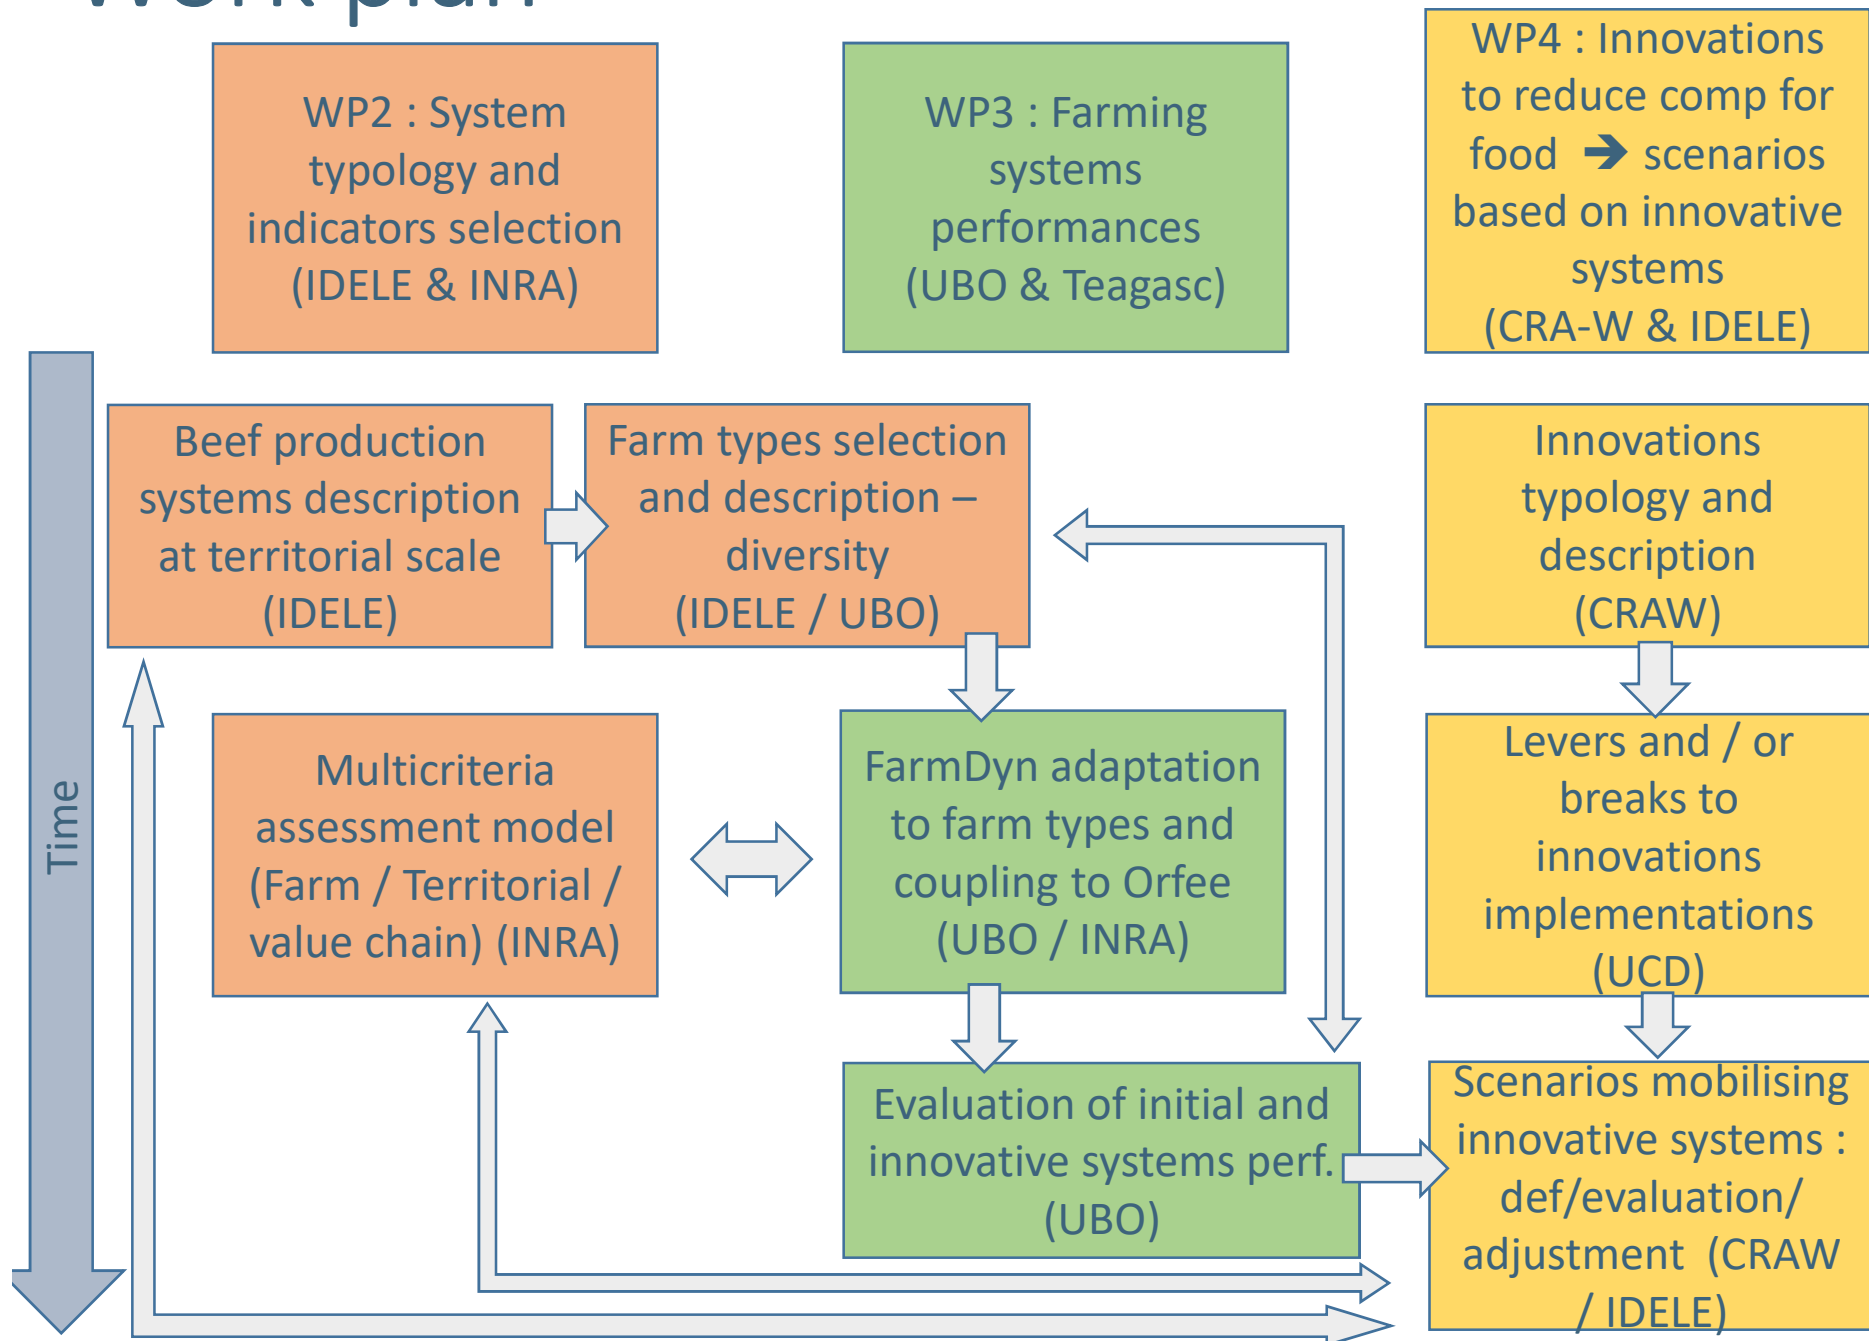 Work plan
WP2 : System
typology and
indicators selection
(IDELE & INRA)
WP3 : Farming
systems
performances
(UBO & Teagasc)
WP4 : Innovations
to reduce comp for
food ➔ scenarios
based on innovative
systems
(CRA-W & IDELE)
Time
Beef production
systems description
at territorial scale
(IDELE)
Farm types selection
and description –
diversity
(IDELE / UBO)
Innovations
typology and
description
(CRAW)
Multicriteria
assessment model
(Farm / Territorial /
value chain) (INRA)
FarmDyn adaptation
to farm types and
coupling to Orfee
(UBO / INRA)
Levers and / or
breaks to
innovations
implementations
(UCD)
Evaluation of initial and
innovative systems perf.
(UBO)
Scenarios mobilising
innovative systems :
def/evaluation/
adjustment (CRAW
/ IDELE)